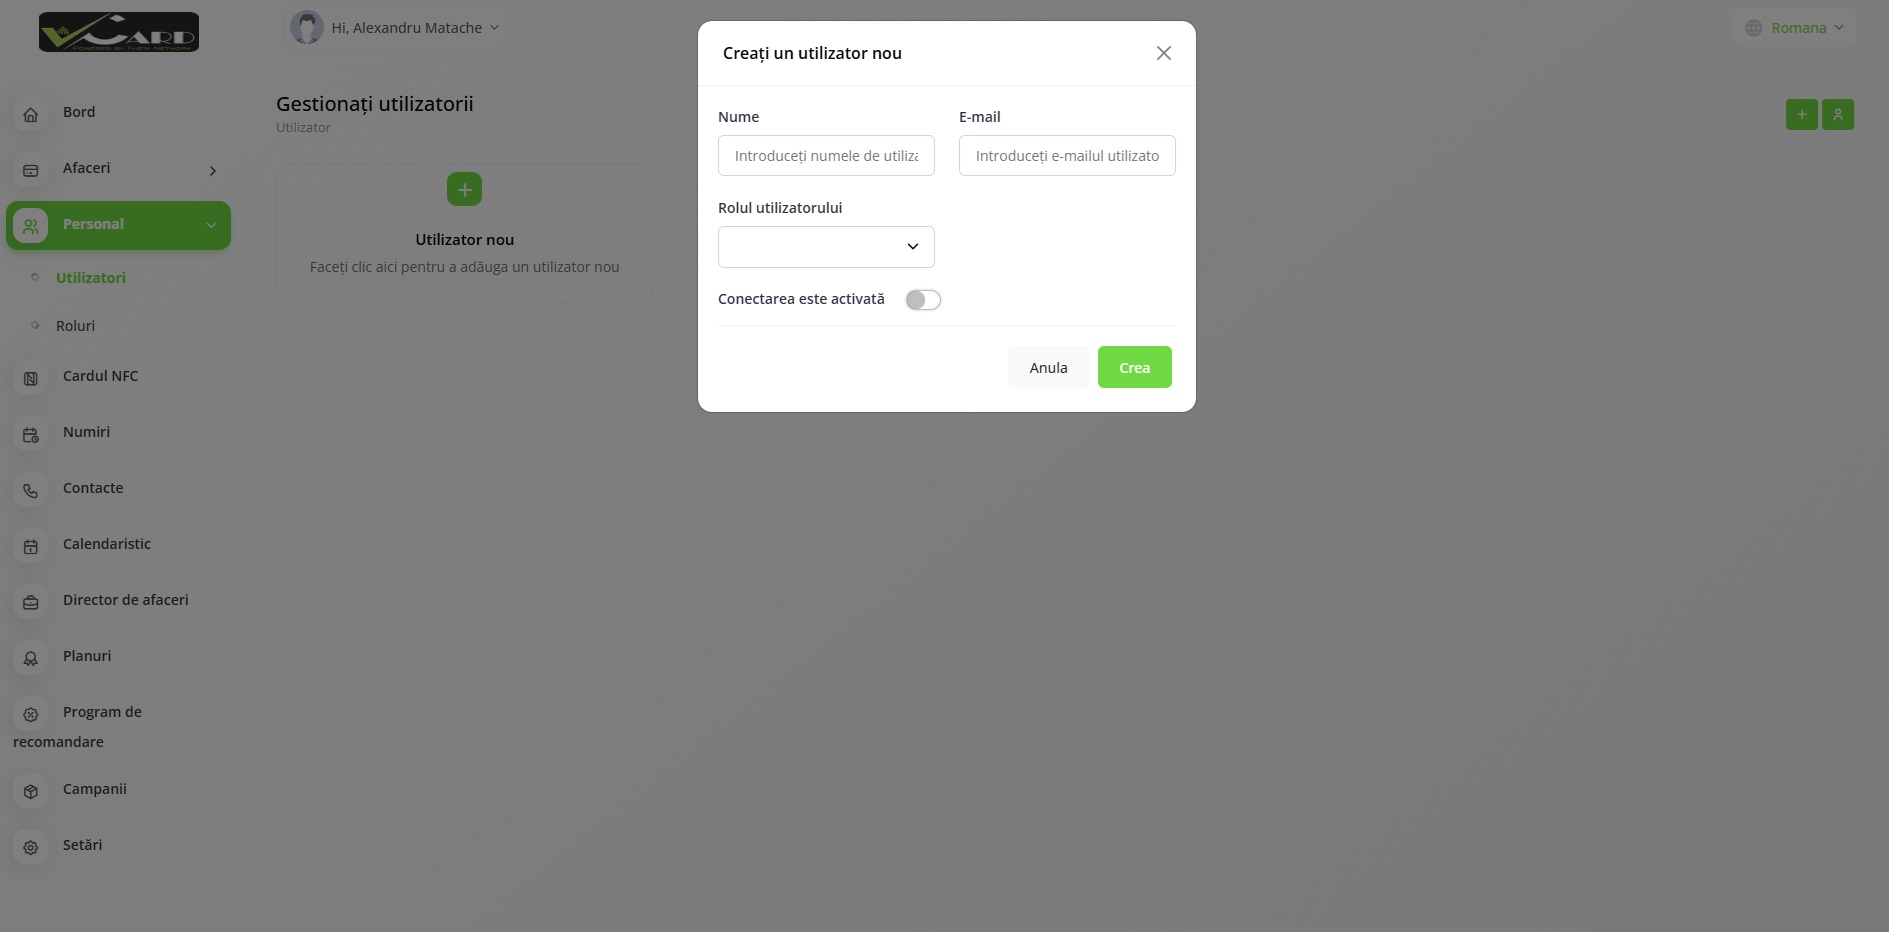 VCARD
POWERED BY THETA NETWORK
Hi, Alexandru Matache
Romana
Bord
Afaceri
Personal
Utilizatori
Roluri
Cardul NFC
Numiri
Contacte
Calendaristic
Director de afaceri
Planuri
Program de
recomandare
Campanii
Setări
Gestionați utilizatorii
Utilizator
Utilizator nou
Faceți clic aici pentru a adăuga un utilizator nou
Creați un utilizator nou
Nume
E-mail
Introduceți numele de utiliza
Introduceți e-mailul utilizato
Rolul utilizatorului
Conectarea este activată
Anula
Crea